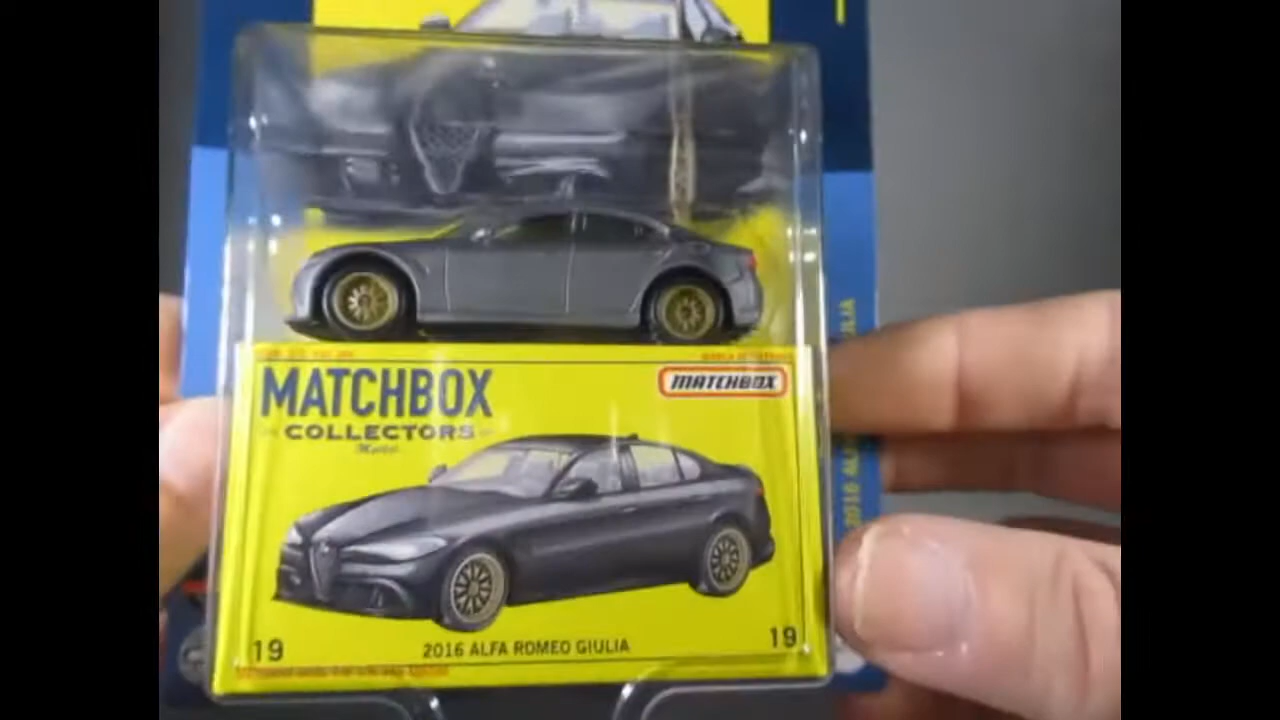 MATCHBOX
MATCHBOX
COLLECTORS
19
2016 ALFA ROMEO GIULIA
19